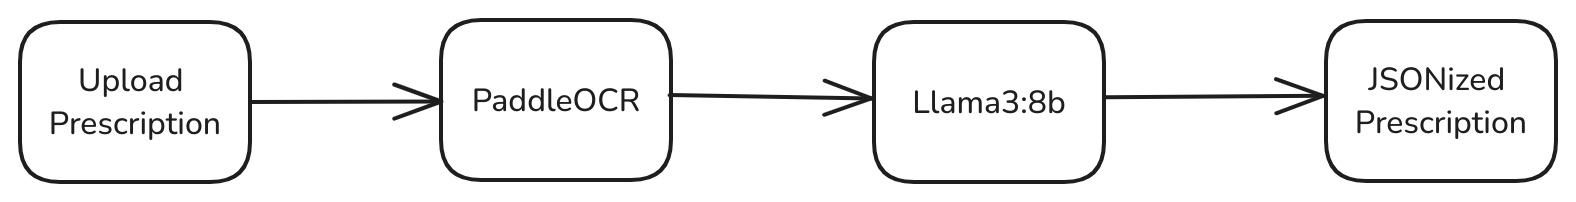 Upload
Prescription
PaddleOCR
Llama3:8b
JSONized
Prescription